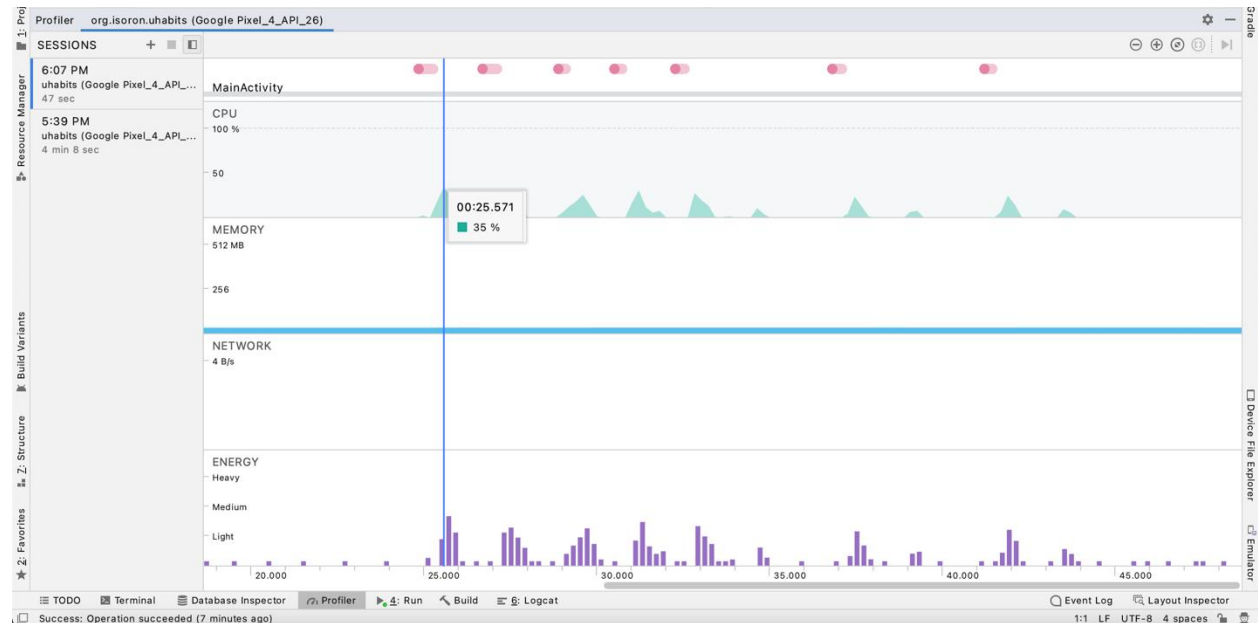 Profiler org.isoron.uhabits (Google Pixel_4_API_26)
SESSIONS
6:07 PM
uhabits (Google Pixel_4_API_...
47 sec
5:39 PM
uhabits (Google Pixel_4_API_...
4 min 8 sec
MainActivity
CPU
100 %
50
00:25.571
35 %
MEMORY
512 MB
256
NETWORK
4 B/s
ENERGY
Heavy
Medium
Light
20.000 25.000 30.000 35.000 40.000 45.000
1: Proj
Resource Manager
Build Variants
Z: Structure
2: Favorites
Gradle
Device File Explorer
Emulator
TODO Terminal Database Inspector Profiler 4: Run Build 6: Logcat Event Log Layout Inspector
Success: Operation succeeded (7 minutes ago) 1:1 LF UTF-8 4 spaces